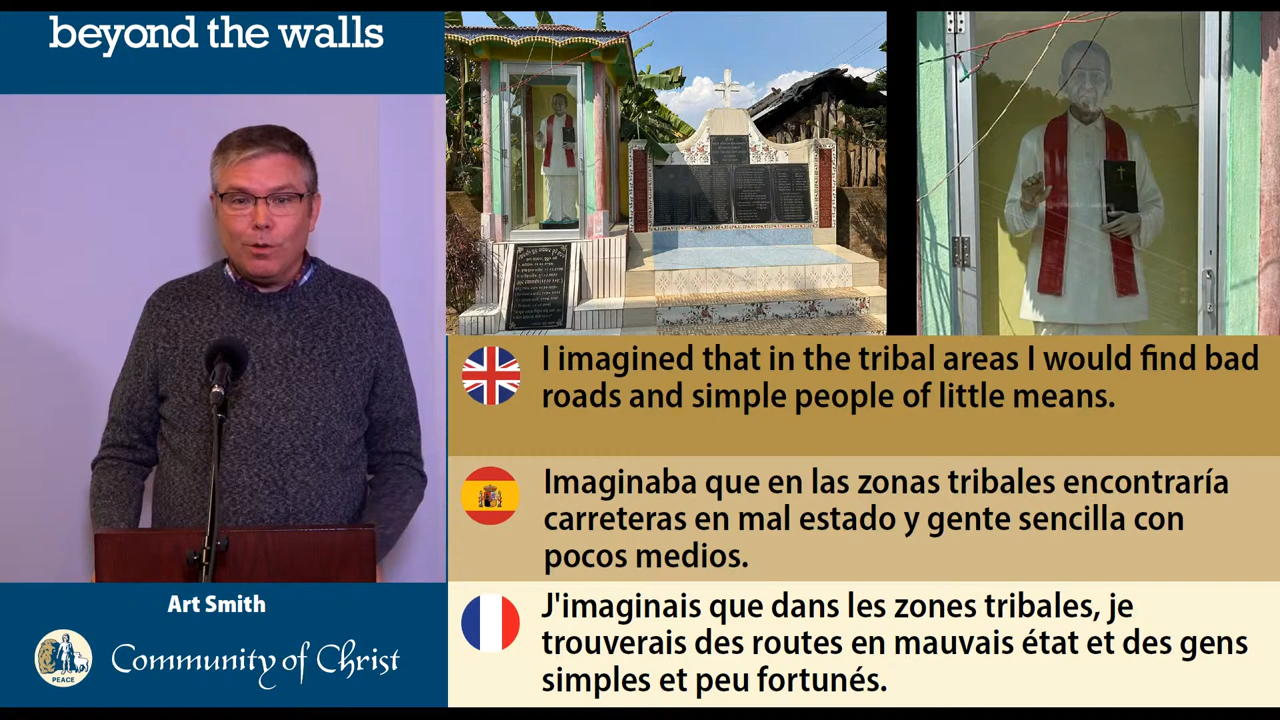 beyond the walls
I imagined that in the tribal areas I would find bad
roads and simple people of little means.
Imaginaba que en las zonas tribales encontraría
carreteras en mal estado y gente sencilla con
pocos medios.
J'imaginais que dans les zones tribales, je
trouverais des routes en mauvais état et des gens
simples et peu fortunés.
Art Smith
PEACE
Community of Christ